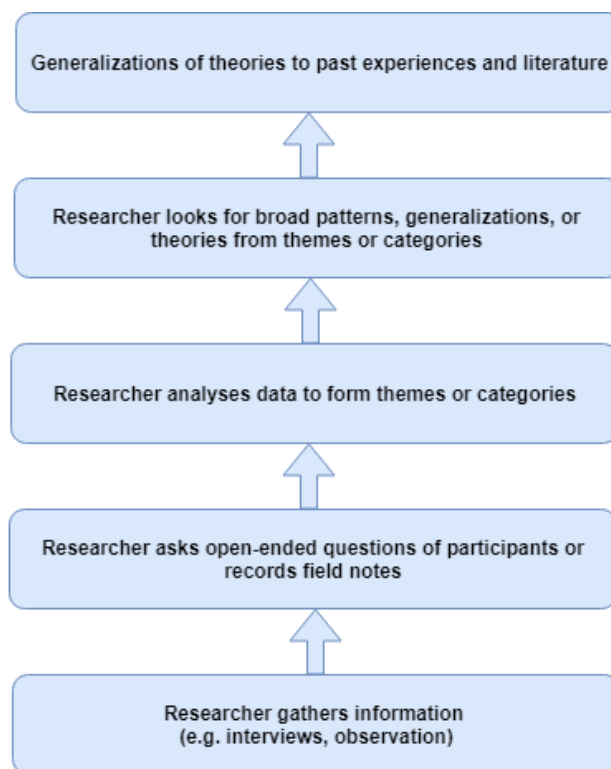 Generalizations of theories to past experiences and literature
Researcher looks for broad patterns, generalizations, or
theories from themes or categories
Researcher analyses data to form themes or categories
Researcher asks open-ended questions of participants or
records field notes
Researcher gathers information
(e.g. interviews, observation)